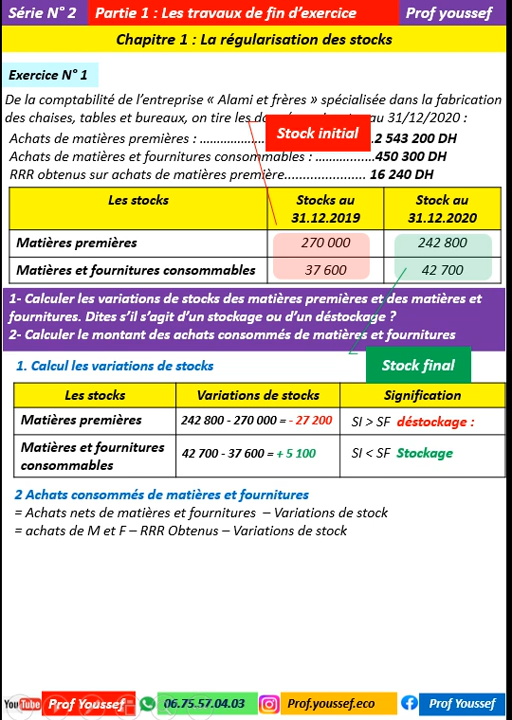 Série N° 2 Partie 1 : Les travaux de fin d'exercice Prof youssef
Chapitre 1 : La régularisation des stocks
Exercice N° 1
De la comptabilité de l'entreprise « Alami et frères » spécialisée dans la fabrication
des chaises, tables et bureaux, on tire les au 31/12/2020 :
Stock initial
Achats de matières premières : ................... .2 543 200 DH
Achats de matières et fournitures consommables : ...............450 300 DH
RRR obtenus sur achats de matières première..................... 16 240 DH
Les stocks Stocks au 31.12.2019 Stock au 31.12.2020
Matières premières 270 000 242 800
Matières et fournitures consommables 37 600 42 700
1- Calculer les variations de stocks des matières premières et des matières et
fournitures. Dites s'il s'agit d'un stockage ou d'un déstockage ?
2- Calculer le montant des achats consommés de matières et fournitures
1. Calcul les variations de stocks Stock final
Les stocks Variations de stocks Signification
Matières premières 242 800 - 270 000 = - 27 200 SI > SF déstockage :
Matières et fournitures
consommables 42 700 - 37 600 = + 5 100 SI < SF Stockage
2 Achats consommés de matières et fournitures
= Achats nets de matières et fournitures – Variations de stock
= achats de M et F – RRR Obtenus – Variations de stock
YouTube Prof Youssef 06.75.57.04.03 Prof.youssef.eco Prof Youssef